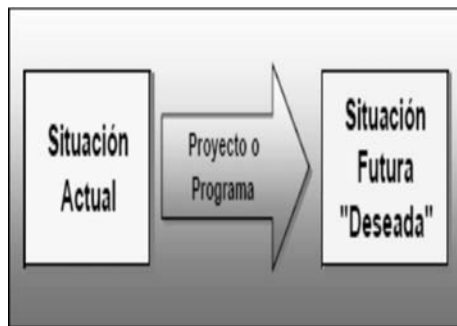 Situación
Actual
Proyecto o
Programa
Situación
Futura
"Deseada"